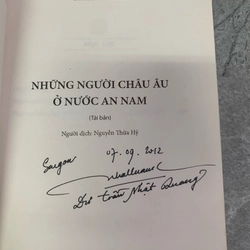 NHỮNG NGƯỜI CHÂU ÂU
Ở NƯỚC AN NAM
(Tái bản)
Người dịch: Nguyễn Thừa Hỷ
Saigon 07.09.2012
Dư Trần Nhật Quang